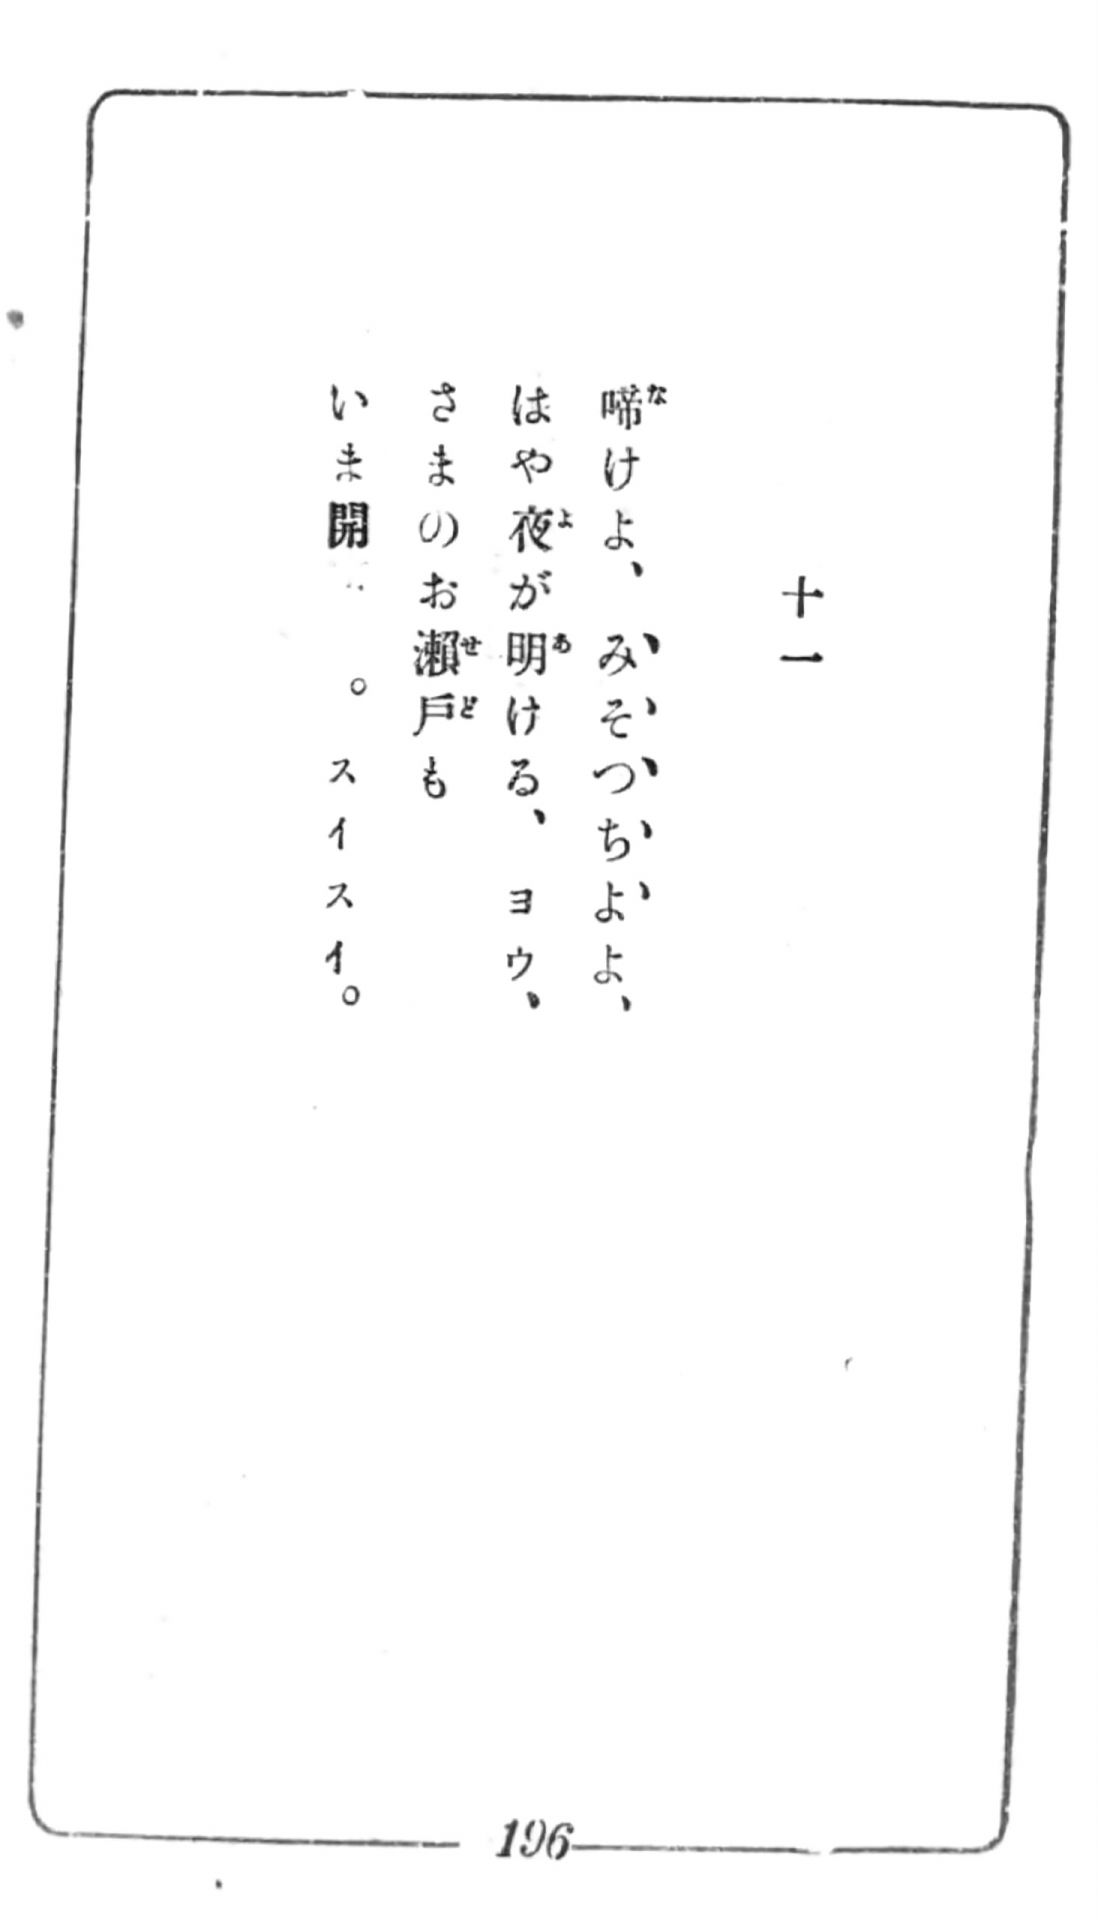 十一
啼けよ、みそつちよよ、
はや夜が明ける、ヨウ、
さまのお瀬戸も
いま開 。スイスイ。
196